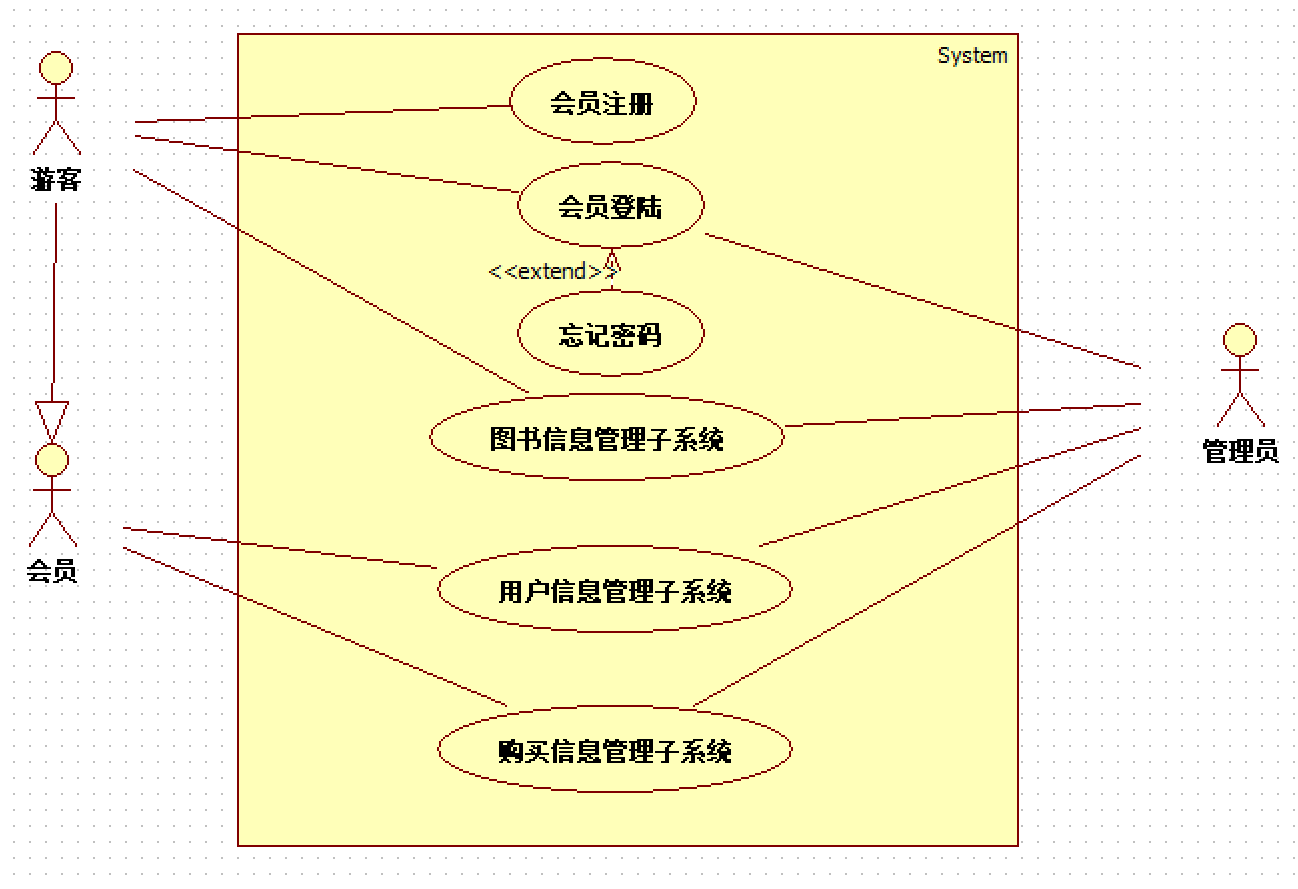 System
会员注册
游客
会员登陆
<<extend>>
忘记密码
图书信息管理子系统
管理员
会员
用户信息管理子系统
购买信息管理子系统